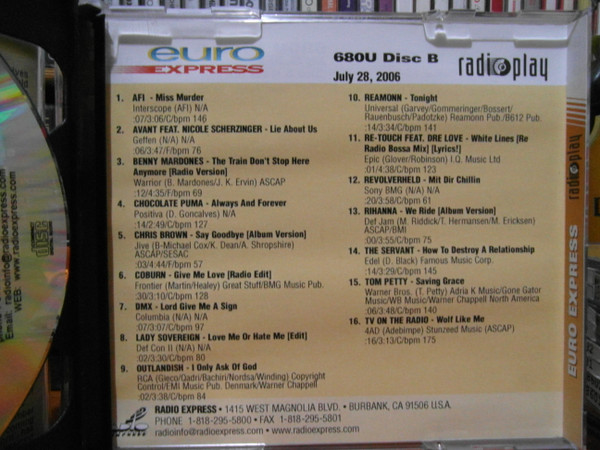 euro EXPRESS
680U Disc B
July 28, 2006
radioplay
1. AFI - Miss Murder
Interscope (AFI) N/A
:07/3:06/C/bpm 146
2. AVANT FEAT. NICOLE SCHERZINGER - Lie About Us
Geffen (N/A) N/A
:06/3:47/F/bpm 76
3. BENNY MARDONES - The Train Don't Stop Here
Anymore [Radio Version]
Warrior (B. Mardones/J. K. Ervin) ASCAP
:12/4:35/F/bpm 69
4. CHOCOLATE PUMA - Always And Forever
Positiva (D. Goncalves) N/A
:14/2:49/C/bpm 127
5. CHRIS BROWN - Say Goodbye [Album Version]
Jive (B-Michael Cox/K. Dean/A. Shropshire)
ASCAP/SESAC
:03/4:44/F/bpm 57
6. COBURN - Give Me Love [Radio Edit]
Frontier (Martin/Healey) Great Stuff/BMG Music Pub.
:30/3:10/C/bpm 128
7. DMX - Lord Give Me A Sign
Columbia (N/A) N/A
:07/3:07/C/bpm 97
8. LADY SOVEREIGN - Love Me Or Hate Me [Edit]
Def Con II (N/A) N/A
:02/3:30/C/bpm 80
9. OUTLANDISH - I Only Ask Of God
RCA (Gieco/Qadri/Bachiri/Nordsa/Winding) Copyright
Control/EMI Music Pub. Denmark/Warner Chappell
:02/3:38/C/bpm 84
10. REAMONN - Tonight
Universal (Garvey/Gommeringer/Bossert/
Rauenbusch/Padotzke) Reamonn Pub./B612 Pub.
:14/3:34/C/bpm 141
11. RE-TOUCH FEAT. DRE LOVE - White Lines [Re
Radio Bossa Mix] [Lyrics!]
Epic (Glover/Robinson) I.Q. Music Ltd
:01/4:38/C/bpm 123
12. REVOLVERHELD - Mit Dir Chillin
Sony BMG (N/A) N/A
:20/3:58/C/bpm 61
13. RIHANNA - We Ride [Album Version]
Def Jam (M. Riddick/T. Hermansen/M. Ericksen)
ASCAP/BMI
:00/3:55/C/bpm 75
14. THE SERVANT - How To Destroy A Relationship
Edel (D. Black) Famous Music Corp.
:14/3:29/C/bpm 145
15. TOM PETTY - Saving Grace
Warner Bros. (T. Petty) Adria K Music/Gone Gator
Music/WB Music/Warner Chappell North America
:06/3:48/C/bpm 140
16. TV ON THE RADIO - Wolf Like Me
4AD (Adebimpe) Stunzeed Music (ASCAP)
:16/3:13/C/bpm 175
RADIO EXPRESS • 1415 WEST MAGNOLIA BLVD. • BURBANK, CA 91506 U.S.A.
PHONE 1-818-295-5800 • FAX 1-818-295-5801
radioinfo@radioexpress.com • www.radioexpress.com
radioplay
EURO EXPRESS
Email: radioinfo@radioexpress
WEB: